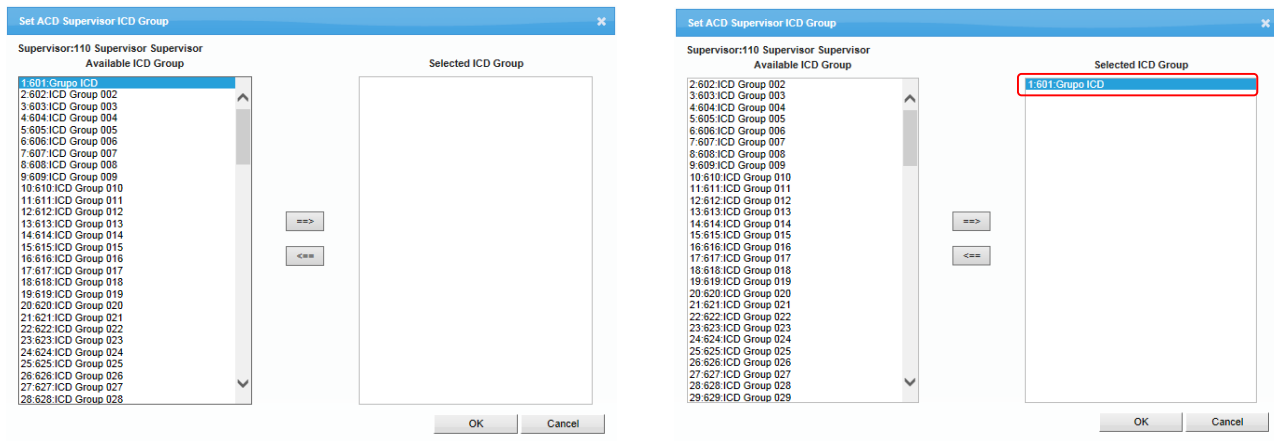 Set ACD Supervisor ICD Group
Supervisor:110 Supervisor Supervisor
Available ICD Group
Selected ICD Group
1:601:Grupo ICD
2:602:ICD Group 002
3:603:ICD Group 003
4:604:ICD Group 004
5:605:ICD Group 005
6:606:ICD Group 006
7:607:ICD Group 007
8:608:ICD Group 008
9:609:ICD Group 009
10:610:ICD Group 010
11:611:ICD Group 011
12:612:ICD Group 012
13:613:ICD Group 013
14:614:ICD Group 014
15:615:ICD Group 015
16:616:ICD Group 016
17:617:ICD Group 017
18:618:ICD Group 018
19:619:ICD Group 019
20:620:ICD Group 020
21:621:ICD Group 021
22:622:ICD Group 022
23:623:ICD Group 023
24:624:ICD Group 024
25:625:ICD Group 025
26:626:ICD Group 026
27:627:ICD Group 027
28:628:ICD Group 028
==>
<==
OK
Cancel
Set ACD Supervisor ICD Group
Supervisor:110 Supervisor Supervisor
Available ICD Group
Selected ICD Group
2:602:ICD Group 002
3:603:ICD Group 003
4:604:ICD Group 004
5:605:ICD Group 005
6:606:ICD Group 006
7:607:ICD Group 007
8:608:ICD Group 008
9:609:ICD Group 009
10:610:ICD Group 010
11:611:ICD Group 011
12:612:ICD Group 012
13:613:ICD Group 013
14:614:ICD Group 014
15:615:ICD Group 015
16:616:ICD Group 016
17:617:ICD Group 017
18:618:ICD Group 018
19:619:ICD Group 019
20:620:ICD Group 020
21:621:ICD Group 021
22:622:ICD Group 022
23:623:ICD Group 023
24:624:ICD Group 024
25:625:ICD Group 025
26:626:ICD Group 026
27:627:ICD Group 027
28:628:ICD Group 028
29:629:ICD Group 029
==>
<==
1:601:Grupo ICD
OK
Cancel